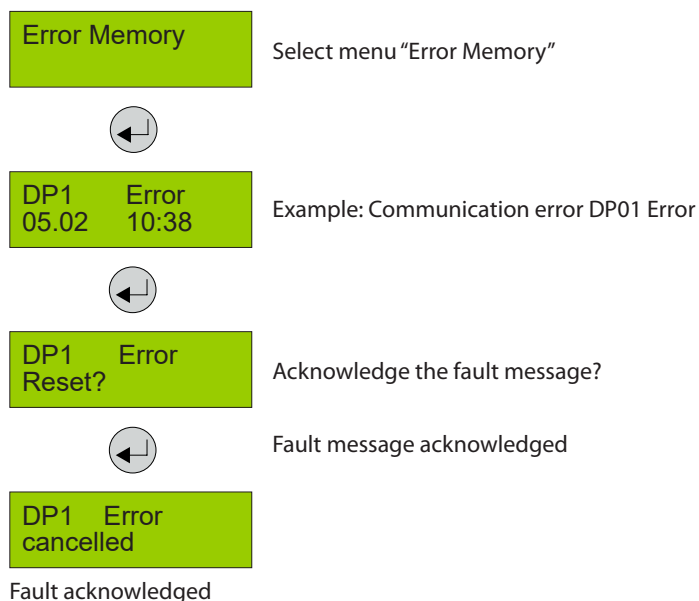 Error Memory
Select menu “Error Memory”
DP1 Error
05.02 10:38
Example: Communication error DP01 Error
DP1 Error
Reset?
Acknowledge the fault message?
Fault message acknowledged
DP1 Error
cancelled
Fault acknowledged